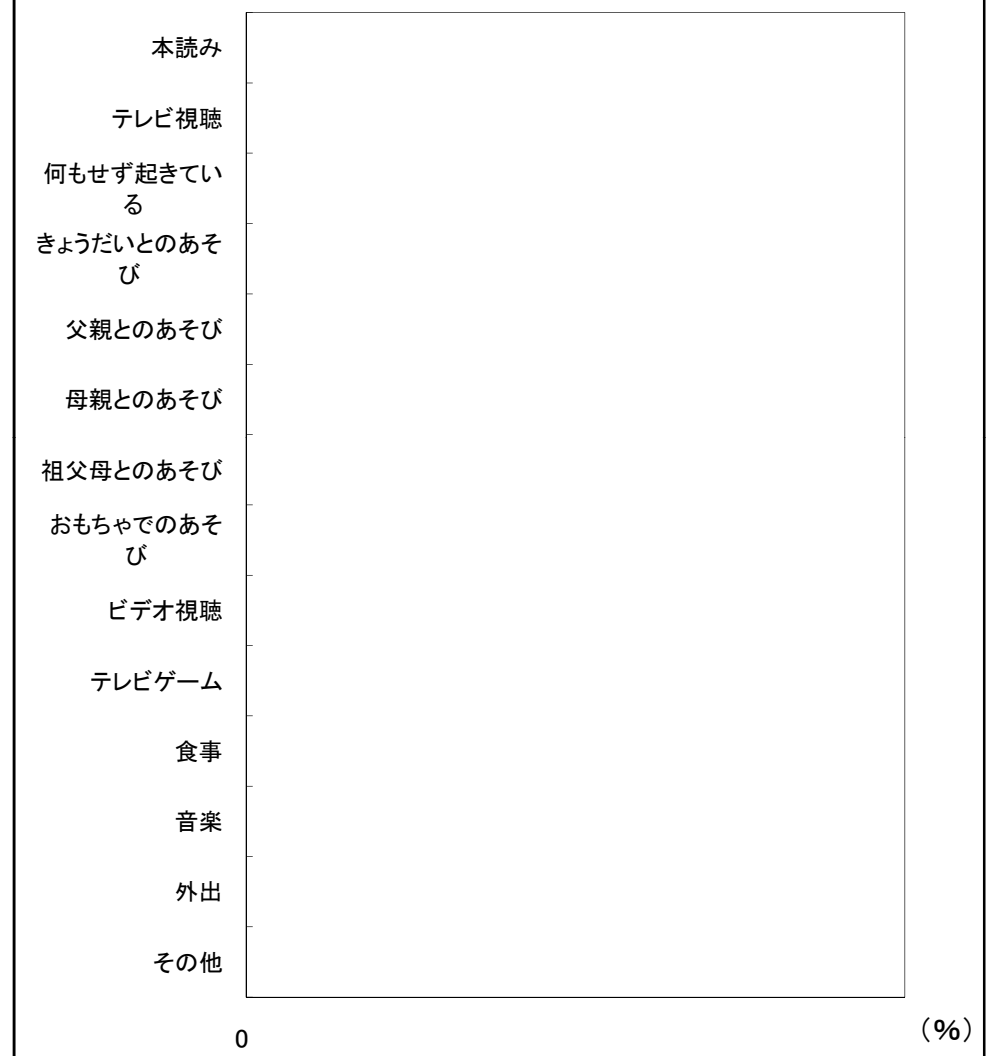 本読み
テレビ視聴
何もせず起きてい
る
きょうだいとのあそ
び
父親とのあそび
母親とのあそび
祖父母とのあそび
おもちゃでのあそ
び
ビデオ視聴
テレビゲーム
食事
音楽
外出
その他
0
（%）